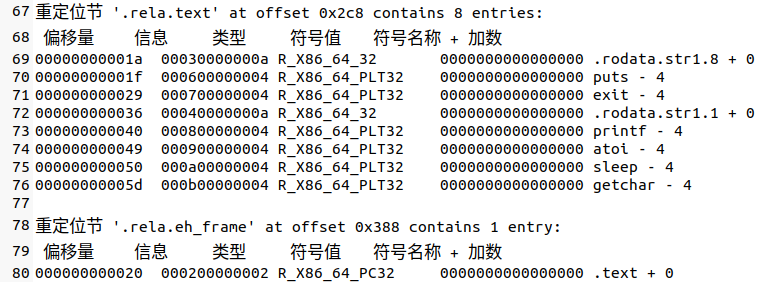 67 重定位节 '.rela.text' at offset 0x2c8 contains 8 entries:
68 偏移量 信息 类型 符号值 符号名称 + 加数
69 00000000001a 00030000000a R_X86_64_32 0000000000000000 .rodata.str1.8 + 0
70 00000000001f 000600000004 R_X86_64_PLT32 0000000000000000 puts - 4
71 000000000029 000700000004 R_X86_64_PLT32 0000000000000000 exit - 4
72 000000000036 00040000000a R_X86_64_32 0000000000000000 .rodata.str1.1 + 0
73 000000000040 000800000004 R_X86_64_PLT32 0000000000000000 printf - 4
74 000000000049 000900000004 R_X86_64_PLT32 0000000000000000 atoi - 4
75 000000000050 000a00000004 R_X86_64_PLT32 0000000000000000 sleep - 4
76 00000000005d 000b00000004 R_X86_64_PLT32 0000000000000000 getchar - 4
77
78 重定位节 '.rela.eh_frame' at offset 0x388 contains 1 entry:
79 偏移量 信息 类型 符号值 符号名称 + 加数
80 000000000020 000200000002 R_X86_64_PC32 0000000000000000 .text + 0